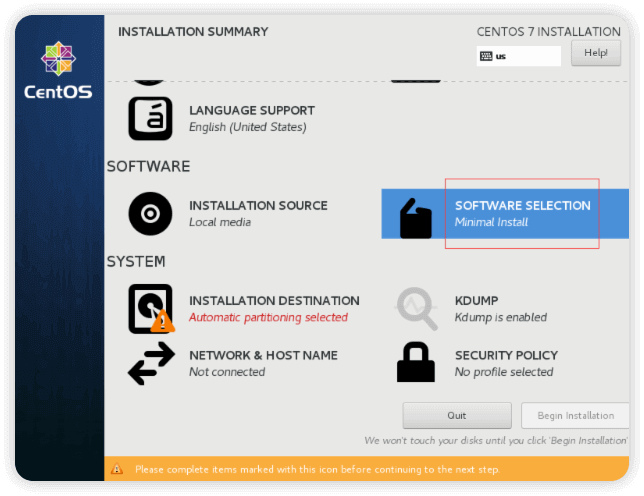 CentOS
INSTALLATION SUMMARY
CENTOS 7 INSTALLATION
us
Help!
LANGUAGE SUPPORT
English (United States)
SOFTWARE
INSTALLATION SOURCE
Local media
SOFTWARE SELECTION
Minimal Install
SYSTEM
INSTALLATION DESTINATION
Automatic partitioning selected
KDUMP
Kdump is enabled
NETWORK & HOST NAME
Not connected
SECURITY POLICY
No profile selected
Quit
Begin Installation
We won't touch your disks until you click 'Begin Installation'
Please complete items marked with this icon before continuing to the next step.